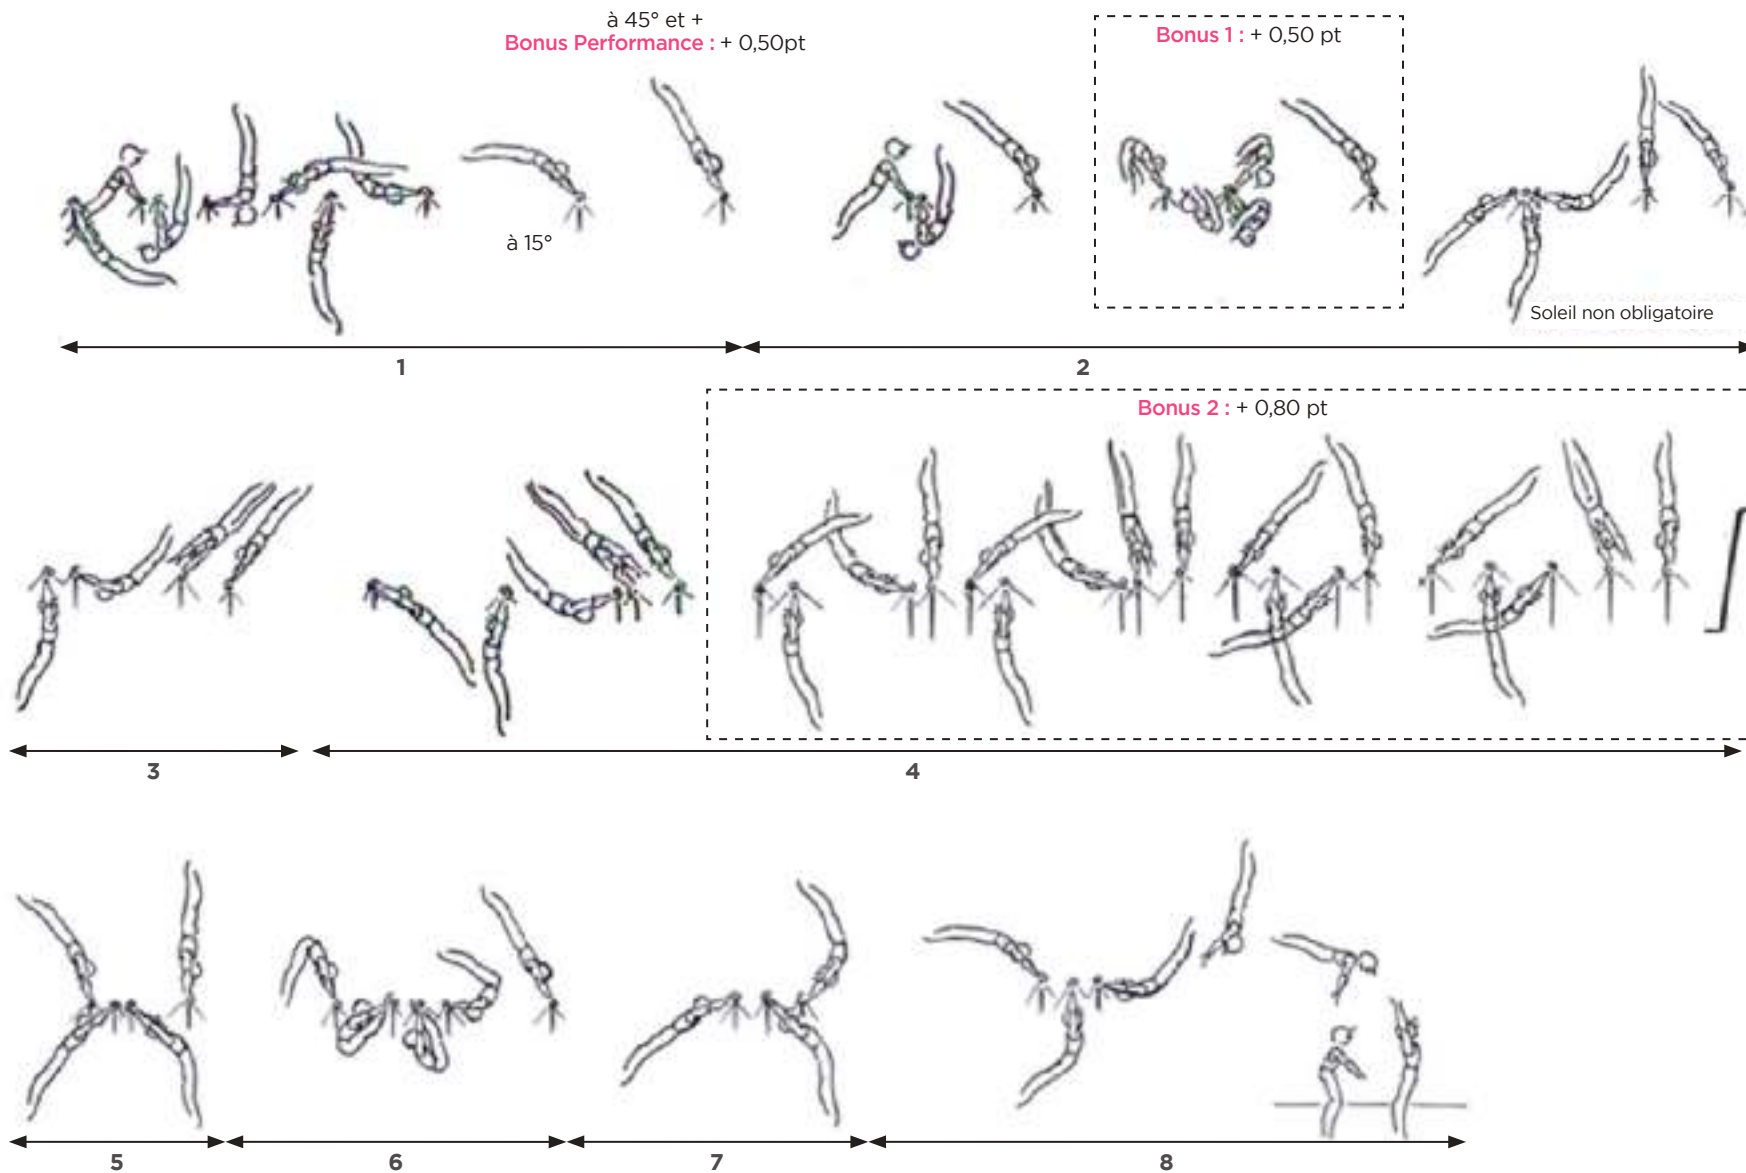 à 45° et +
Bonus Performance : + 0,50pt
Bonus 1 : + 0,50 pt
à 15°
Soleil non obligatoire
1
2
Bonus 2 : + 0,80 pt
3
4
5
6
7
8